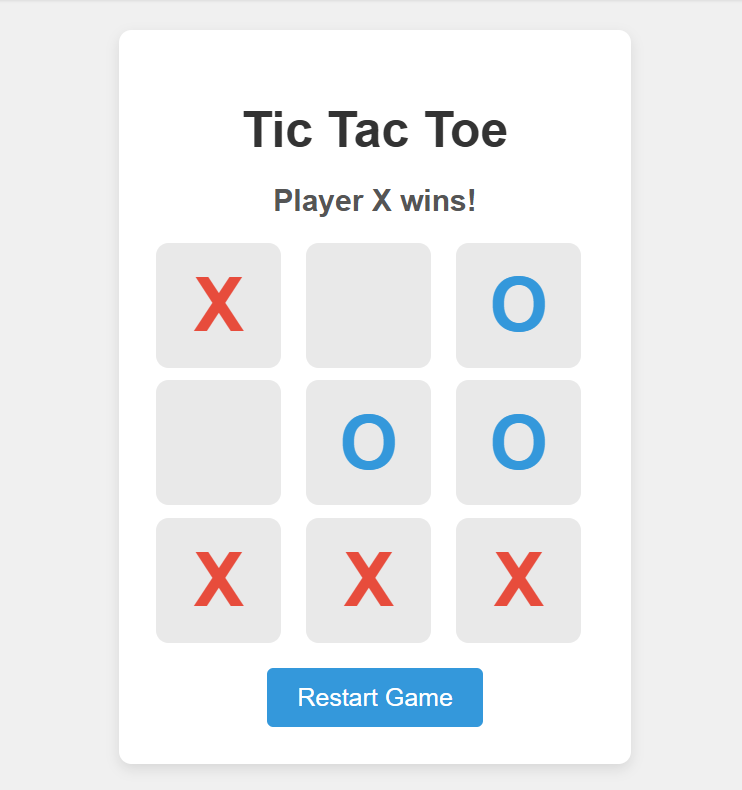 Tic Tac Toe
Player X wins!
X O
O O
X X X
Restart Game